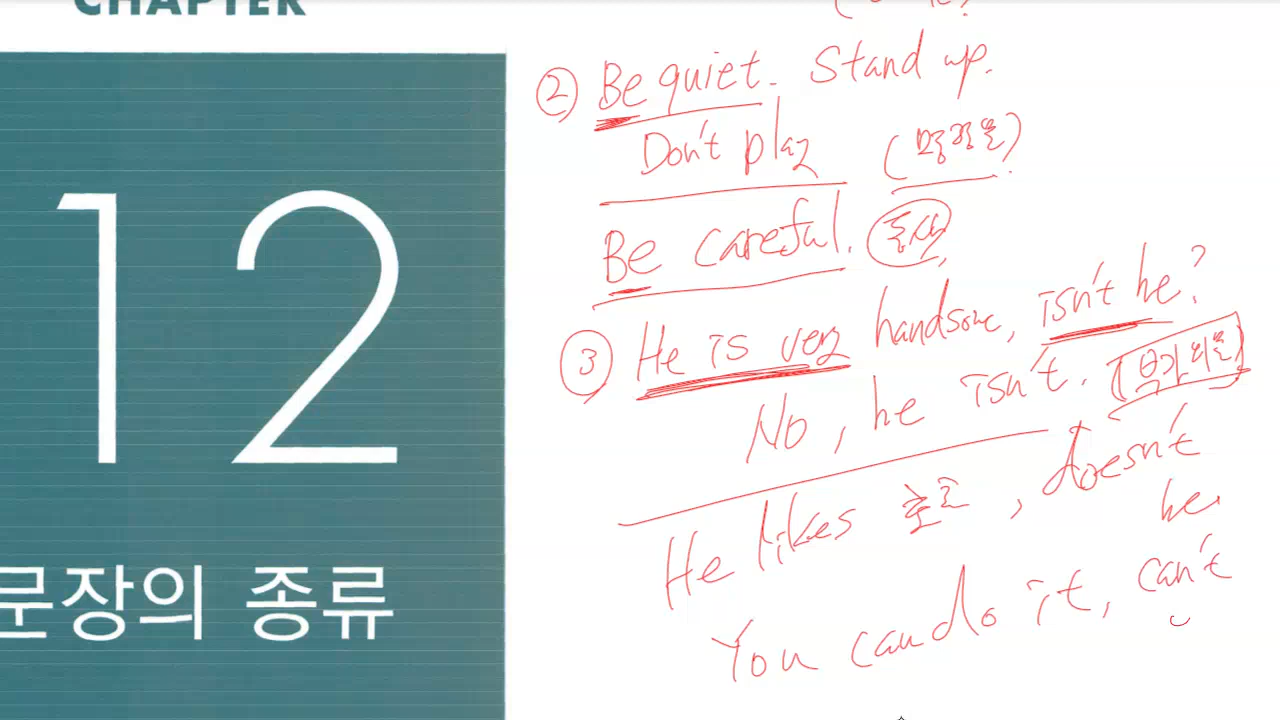 CHAPTER
12
문장의 종류
② Be quiet. Stand up.
Don't play (명령문)
Be careful. 동사
③ He is very handsome, isn't he?
No, he isn't. (부가의문)
He likes 초코, doesn't
he
You can do it, can't